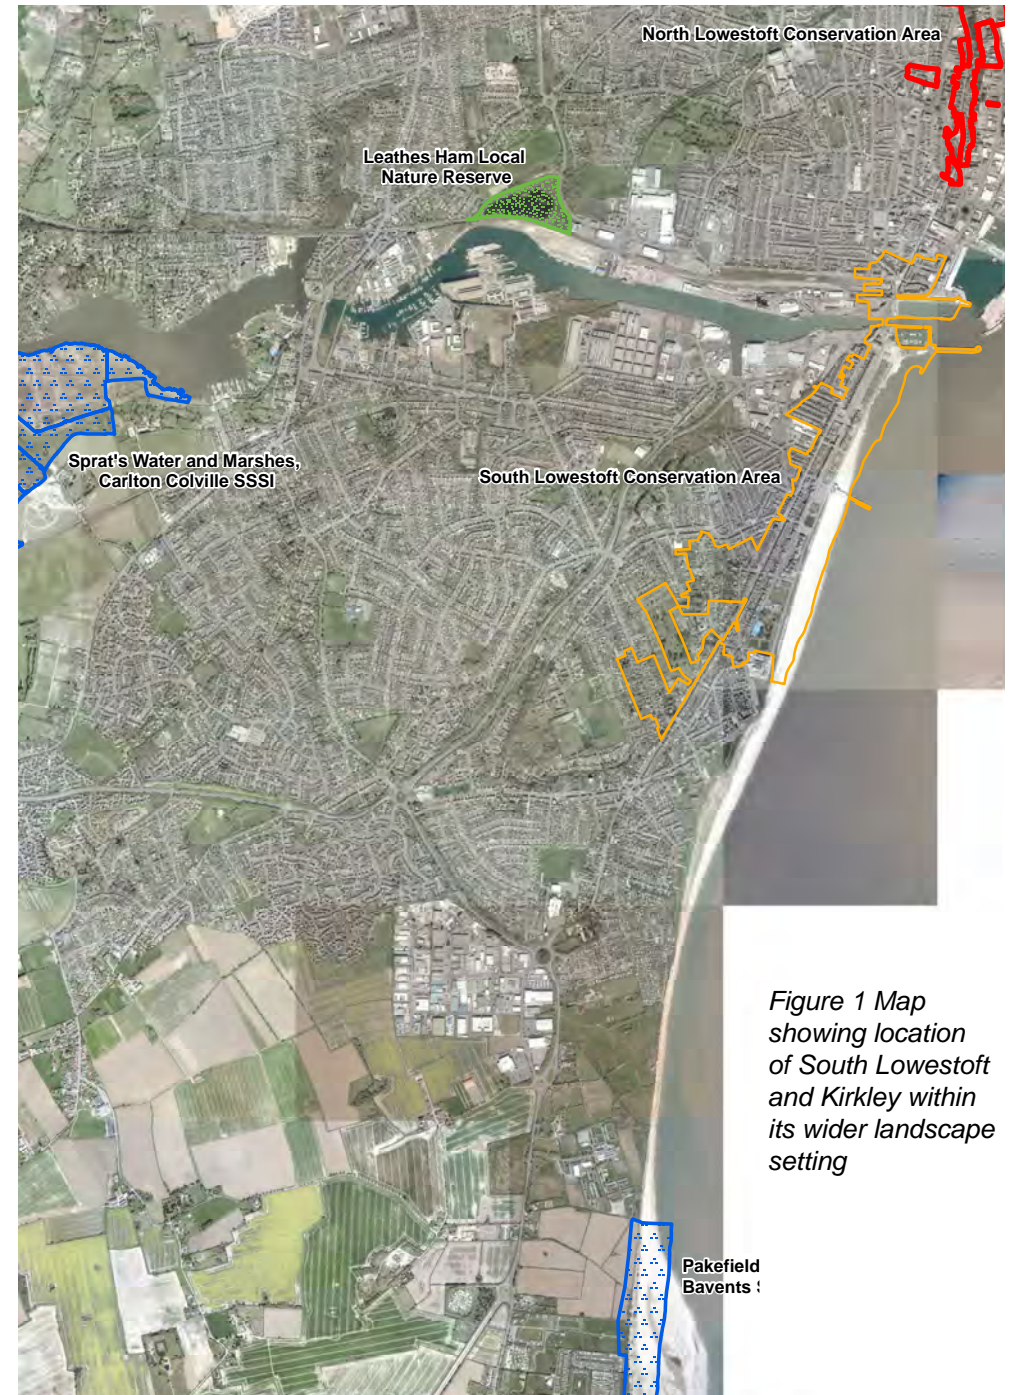 North Lowestoft Conservation Area
Leathes Ham Local
Nature Reserve
Sprat's Water and Marshes,
Carlton Colville SSSI
South Lowestoft Conservation Area
Figure 1 Map
showing location
of South Lowestoft
and Kirkley within
its wider landscape
setting
Pakefield
Bavents